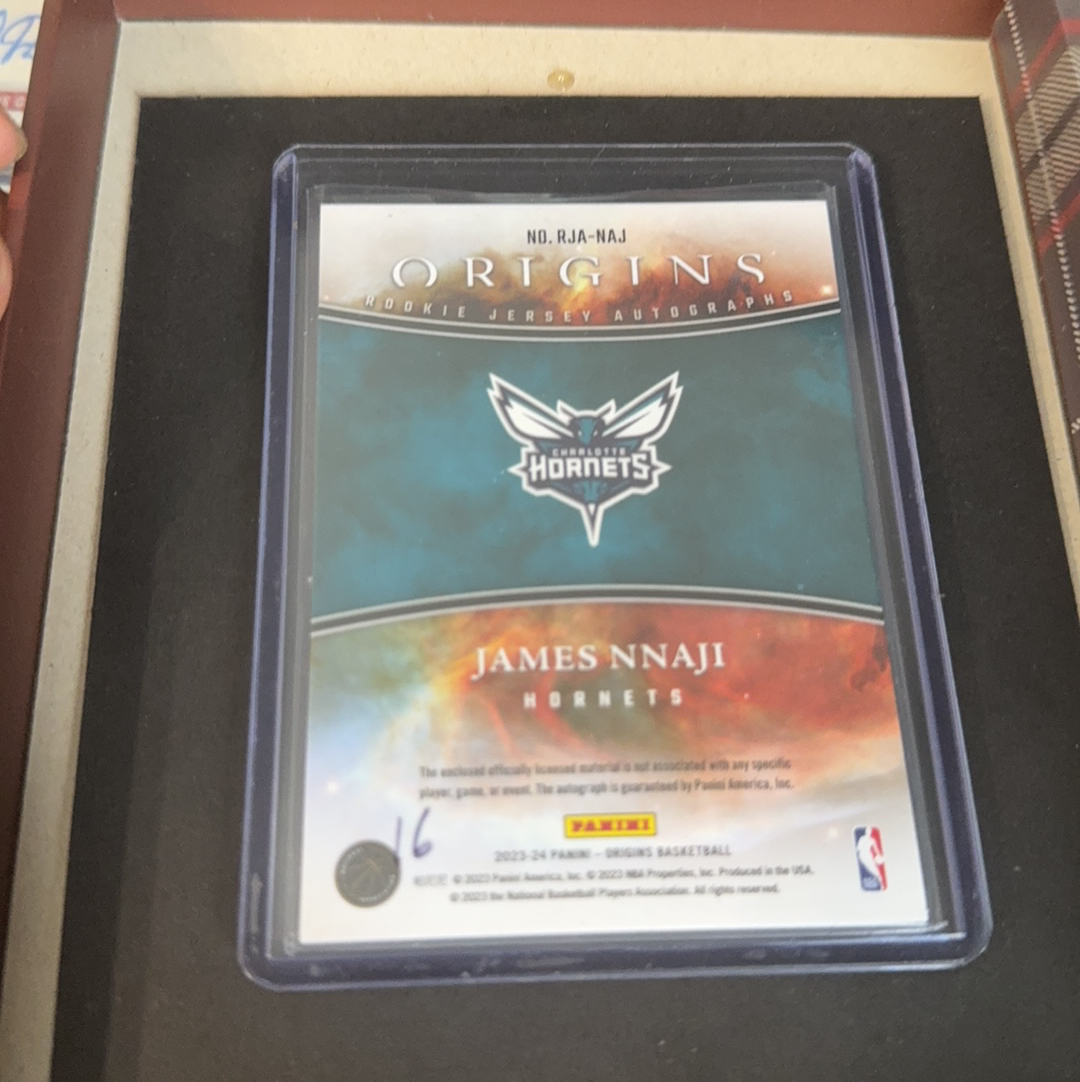 NO. RJA-NAJ
ORIGINS
ROOKIE JERSEY AUTOGRAPHS
CHARLOTTE
HORNETS
JAMES NNAJI
HORNETS
The enclosed officially licensed material is not associated with any specific
player, game, or event. The autograph is guaranteed by Panini America, Inc.
16
PANINI
2023-24 PANINI - ORIGINS BASKETBALL
© 2023 Panini America, Inc. © 2023 NBA Properties, Inc. Produced in the USA.
© 2023 the National Basketball Players Association. All rights reserved.